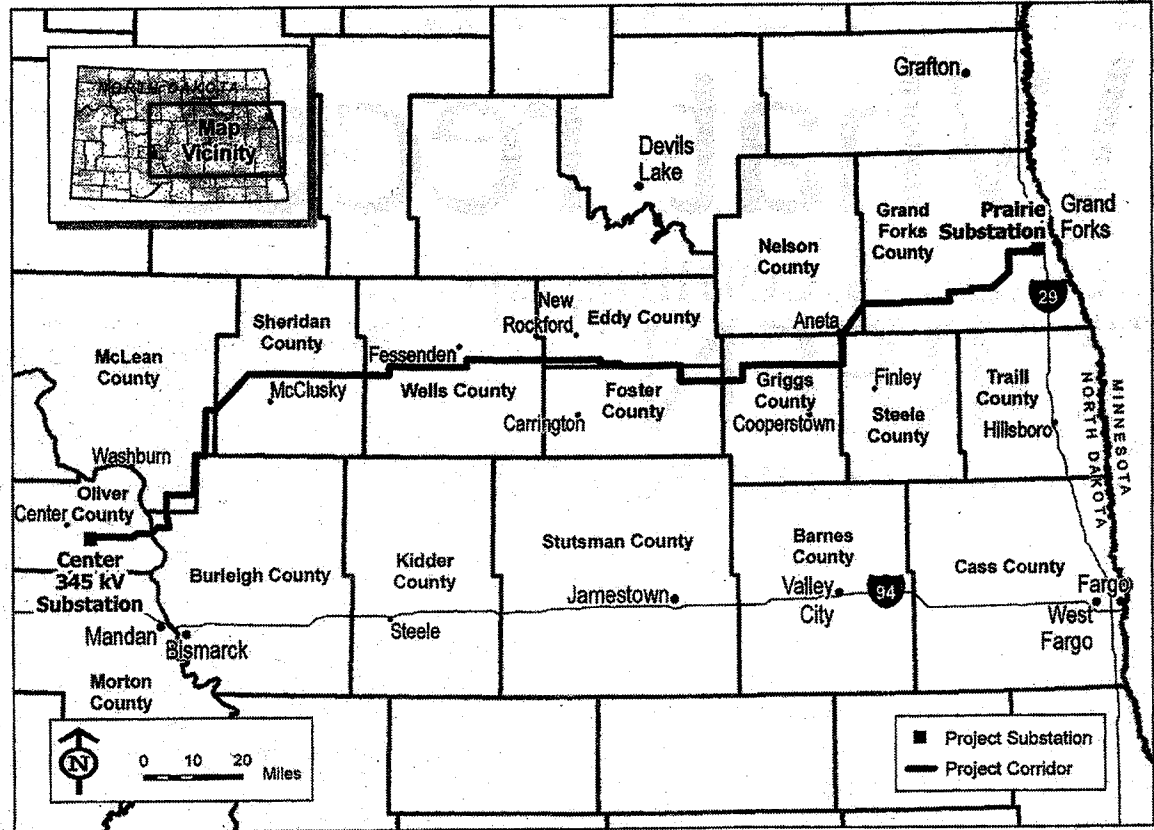 NORTH DAKOTA
Map
Vicinity
Grafton
Devils
Lake
Grand
Forks
County
Prairie
Substation
Grand
Forks
Nelson
County
29
New
Rockford
Eddy County
Aneta
Sheridan
County
McLean
County
Fessenden
McClusky
Wells County
Foster
County
Griggs
County
Cooperstown
Finley
Steele
County
Traill
County
Hillsboro
Carrington
MINNESOTA
NORTH DAKOTA
Washburn
Oliver
County
Center
Center
345 kV
Substation
Burleigh County
Kidder
County
Stutsman County
Barnes
County
Cass County
Jamestown
Valley
City
94
Fargo
West
Fargo
Mandan
Bismarck
Steele
Morton
County
N
0 10 20
Miles
Project Substation
Project Corridor